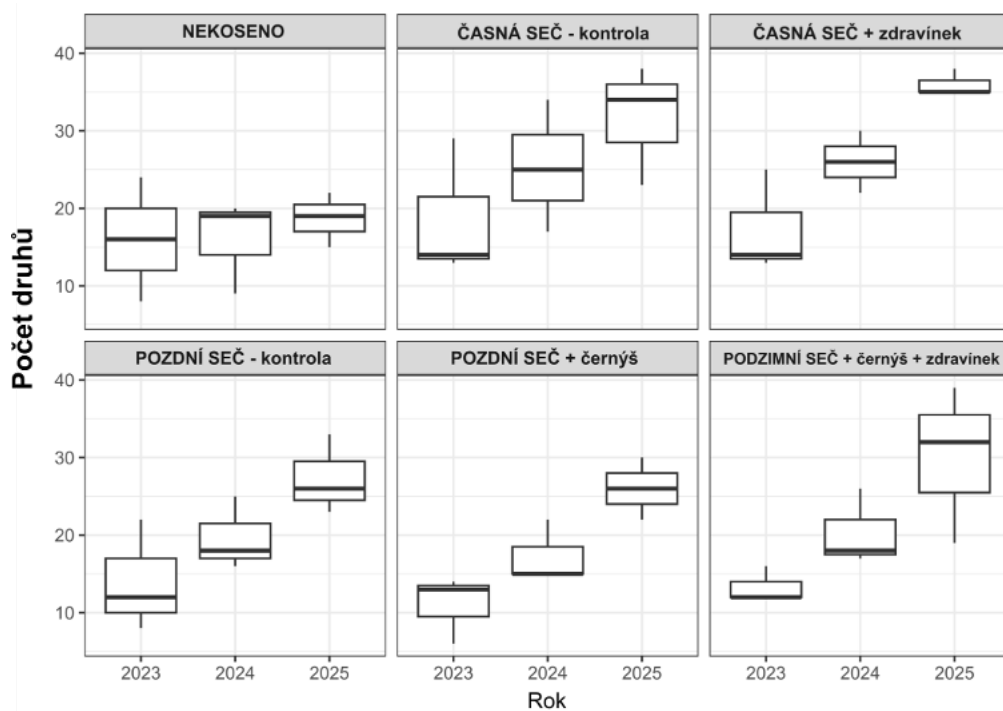 NEKOSENO
ČASNÁ SEČ - kontrola
ČASNÁ SEČ + zdravínek
40
30
20
10
Počet druhů
POZDNÍ SEČ - kontrola
POZDNÍ SEČ + černýš
PODZIMNÍ SEČ + černýš + zdravínek
40
30
20
10
2023 2024 2025
2023 2024 2025
2023 2024 2025
Rok